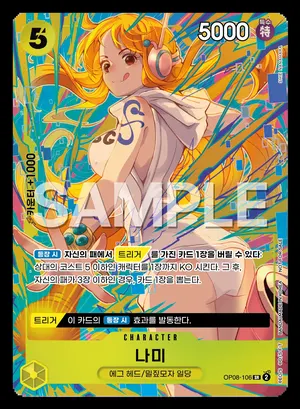 5
5000
특수
特
카운터 +1000
SAMPLE
등장 시 자신의 패에서 트리거 를 가진 카드 1장을 버릴 수 있다:
상대의 코스트 5 이하인 캐릭터를 1장까지 KO 시킨다. 그 후,
자신의 패가 3장 이하인 경우, 카드 1장을 뽑는다.
트리거 이 카드의 등장 시 효과를 발동한다.
CHARACTER
나미
에그 헤드/밀짚모자 일당
OP08-106 SR 2